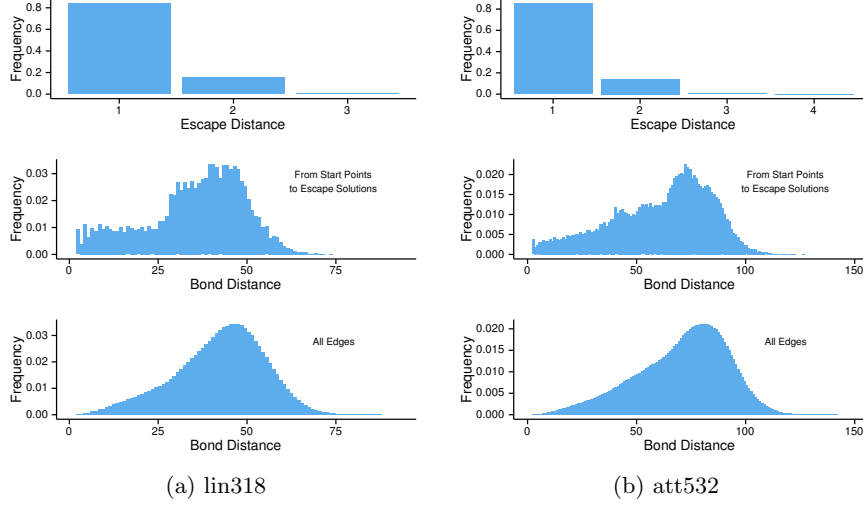 0.8
0.6
0.4
0.2
0.0
Frequency
1 2 3
Escape Distance
0.03
0.02
0.01
0.00
Frequency
From Start Points
to Escape Solutions
0 25 50 75
Bond Distance
0.03
0.02
0.01
0.00
Frequency
All Edges
0 25 50 75
Bond Distance
(a) lin318
0.8
0.6
0.4
0.2
0.0
Frequency
1 2 3 4
Escape Distance
0.020
0.015
0.010
0.005
0.000
Frequency
From Start Points
to Escape Solutions
0 50 100 150
Bond Distance
0.020
0.015
0.010
0.005
0.000
Frequency
All Edges
0 50 100 150
Bond Distance
(b) att532